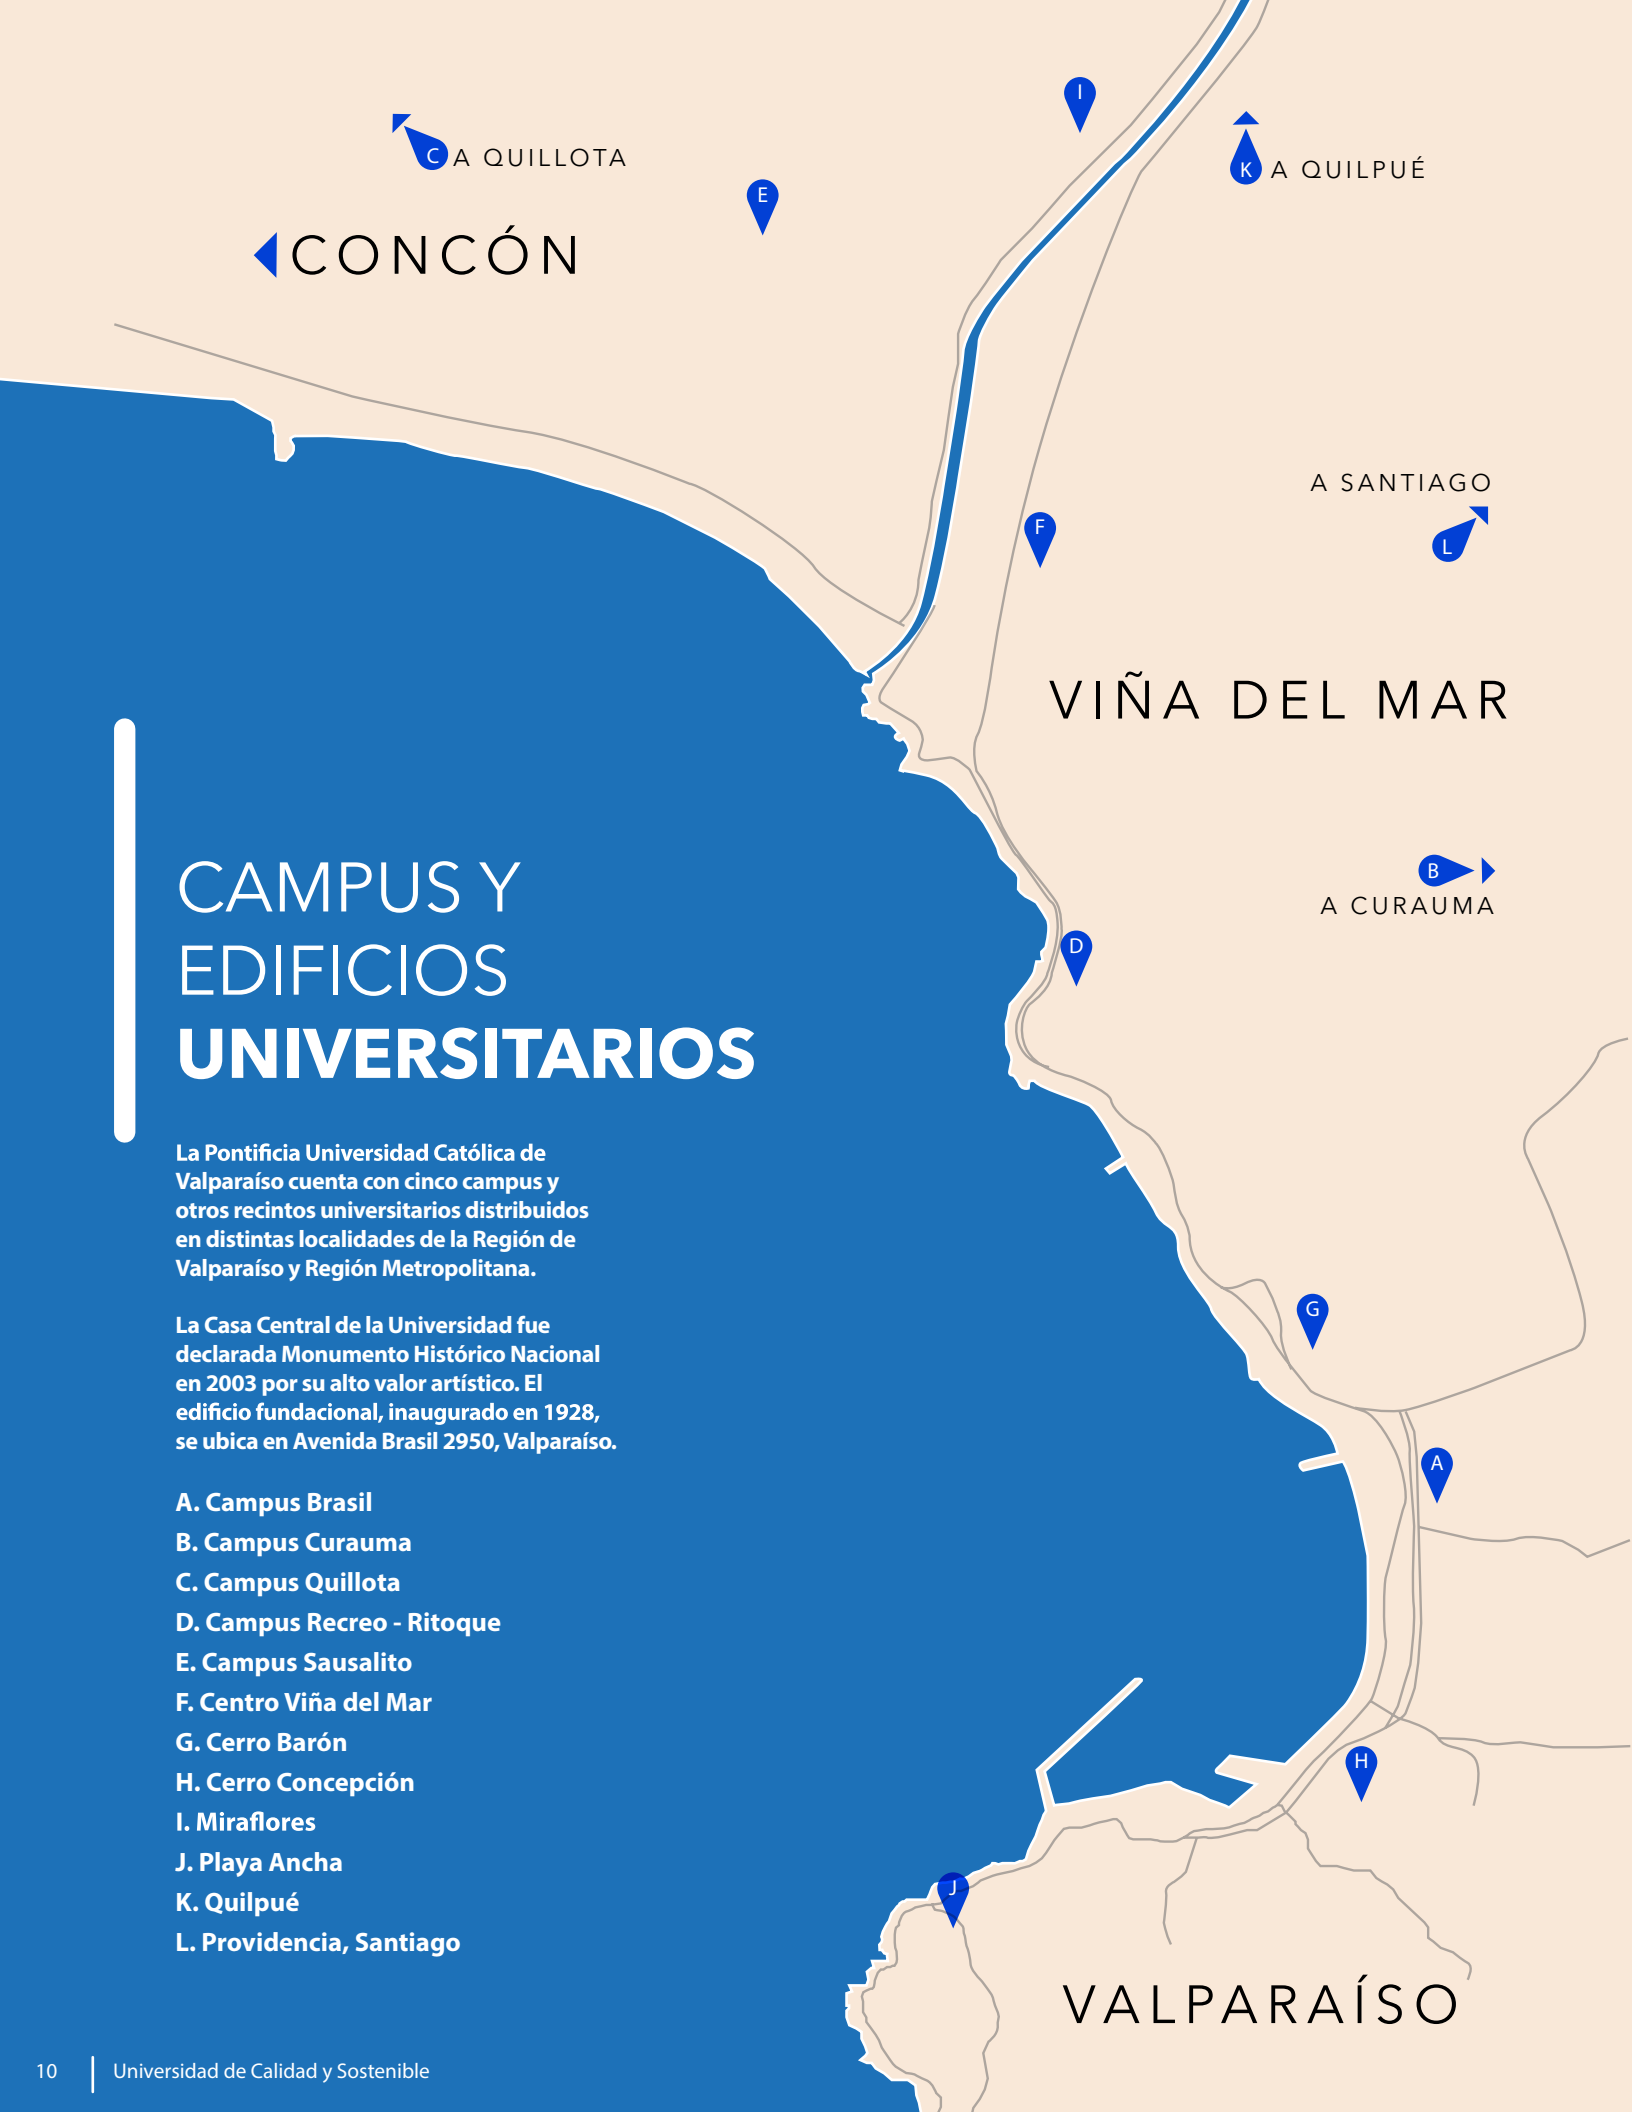 I
C A QUILLOTA
K A QUILPUÉ
E
CONCÓN
A SANTIAGO
F
L
VIÑA DEL MAR
B
A CURAUMA
D
CAMPUS Y
EDIFICIOS
UNIVERSITARIOS
La Pontificia Universidad Católica de
Valparaíso cuenta con cinco campus y
otros recintos universitarios distribuidos
en distintas localidades de la Región de
Valparaíso y Región Metropolitana.
La Casa Central de la Universidad fue
declarada Monumento Histórico Nacional
en 2003 por su alto valor artístico. El
edificio fundacional, inaugurado en 1928,
se ubica en Avenida Brasil 2950, Valparaíso.
A. Campus Brasil
B. Campus Curauma
C. Campus Quillota
D. Campus Recreo - Ritoque
E. Campus Sausalito
F. Centro Viña del Mar
G. Cerro Barón
H. Cerro Concepción
I. Miraflores
J. Playa Ancha
K. Quilpué
L. Providencia, Santiago
G
A
H
J
VALPARAÍSO
10 Universidad de Calidad y Sostenible